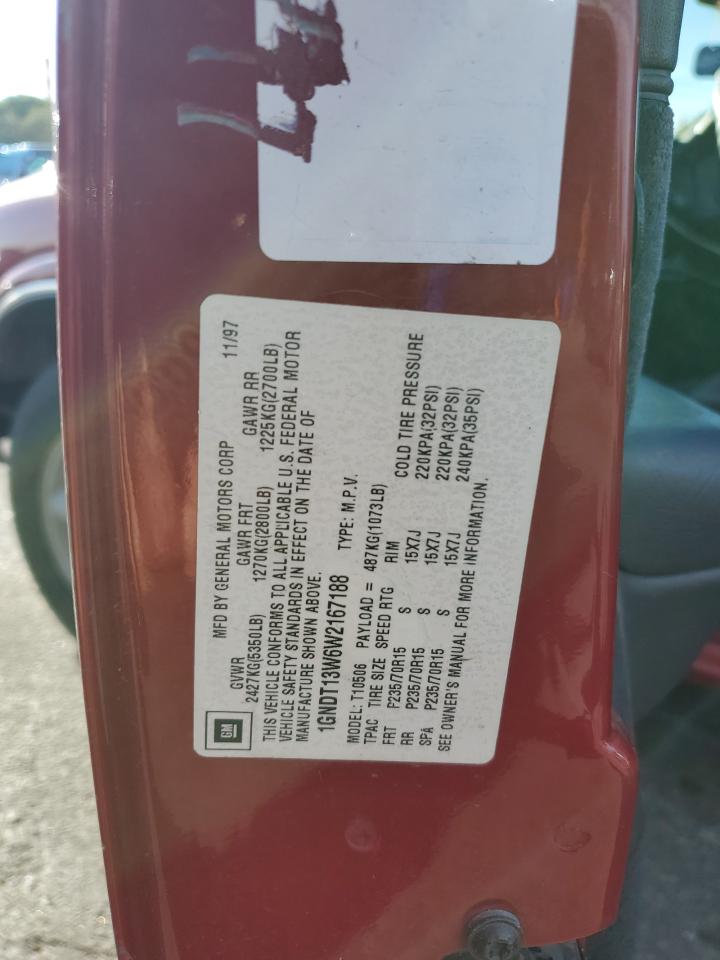 GM
MFD BY GENERAL MOTORS CORP 11/97
GVWR GAWR FRT GAWR RR
2427KG(5350LB) 1270KG(2800LB) 1225KG(2700LB)
THIS VEHICLE CONFORMS TO ALL APPLICABLE U.S. FEDERAL MOTOR
VEHICLE SAFETY STANDARDS IN EFFECT ON THE DATE OF
MANUFACTURE SHOWN ABOVE.
1GNDT13W6W2167188 TYPE: M.P.V.
MODEL: T10506 PAYLOAD = 487KG(1073LB)
TPAC TIRE SIZE SPEED RTG RIM COLD TIRE PRESSURE
FRT P235/70R15 S 15X7J 220KPA(32PSI)
RR P235/70R15 S 15X7J 220KPA(32PSI)
SPA P235/70R15 S 15X7J 240KPA(35PSI)
SEE OWNER'S MANUAL FOR MORE INFORMATION.